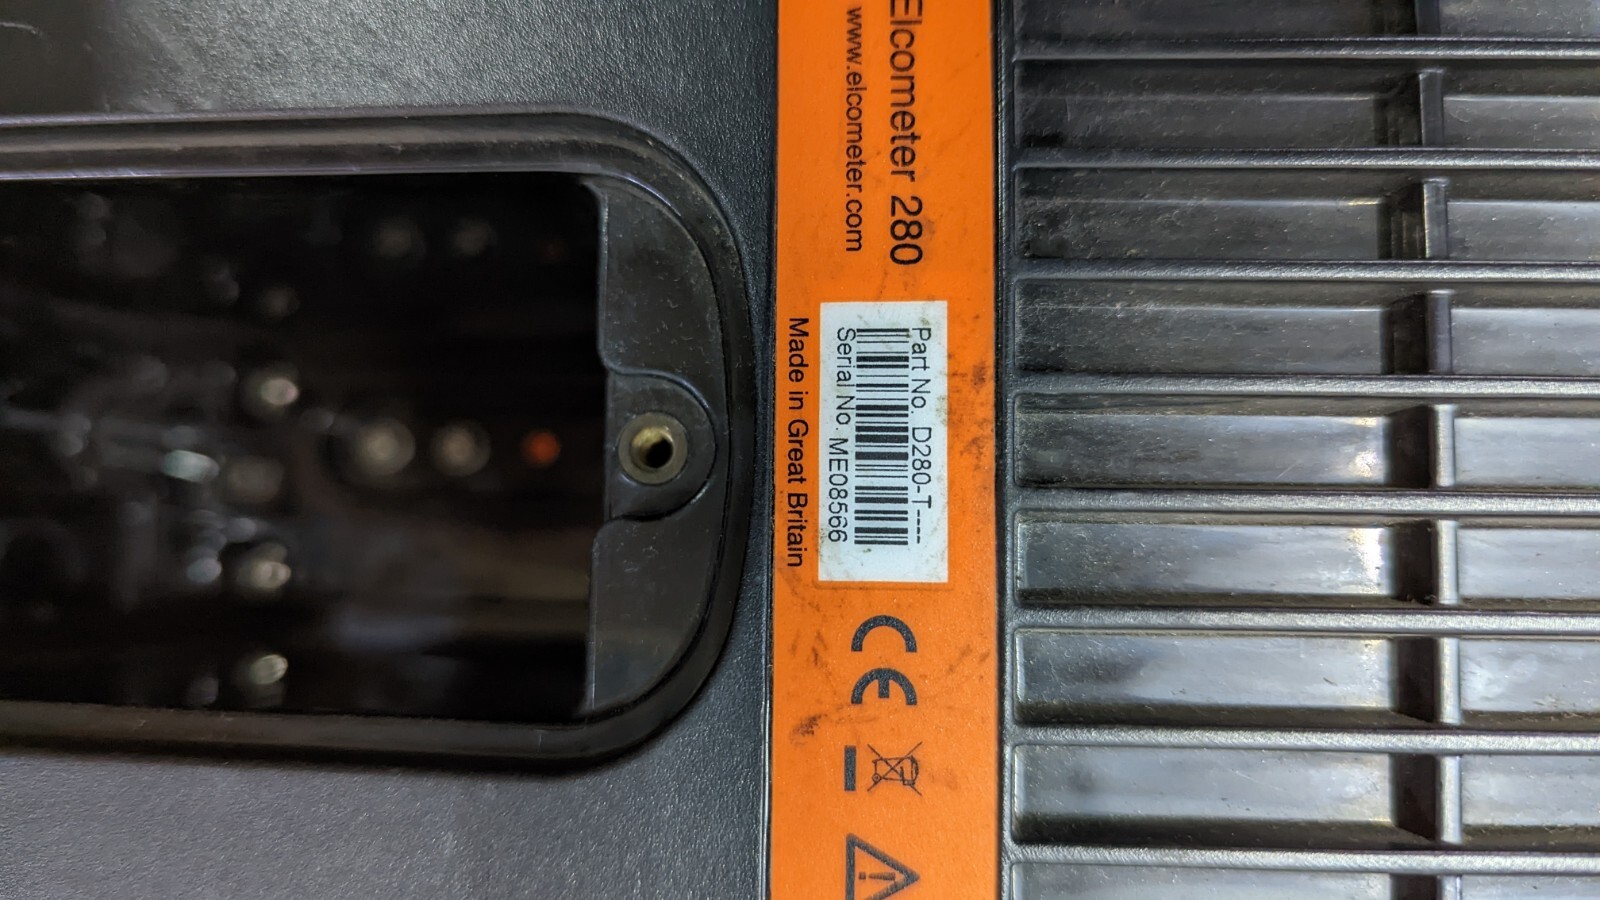 Elcometer 280
www.elcometer.com
Part No. D280-T----
Serial No. ME08566
Made in Great Britain
CE